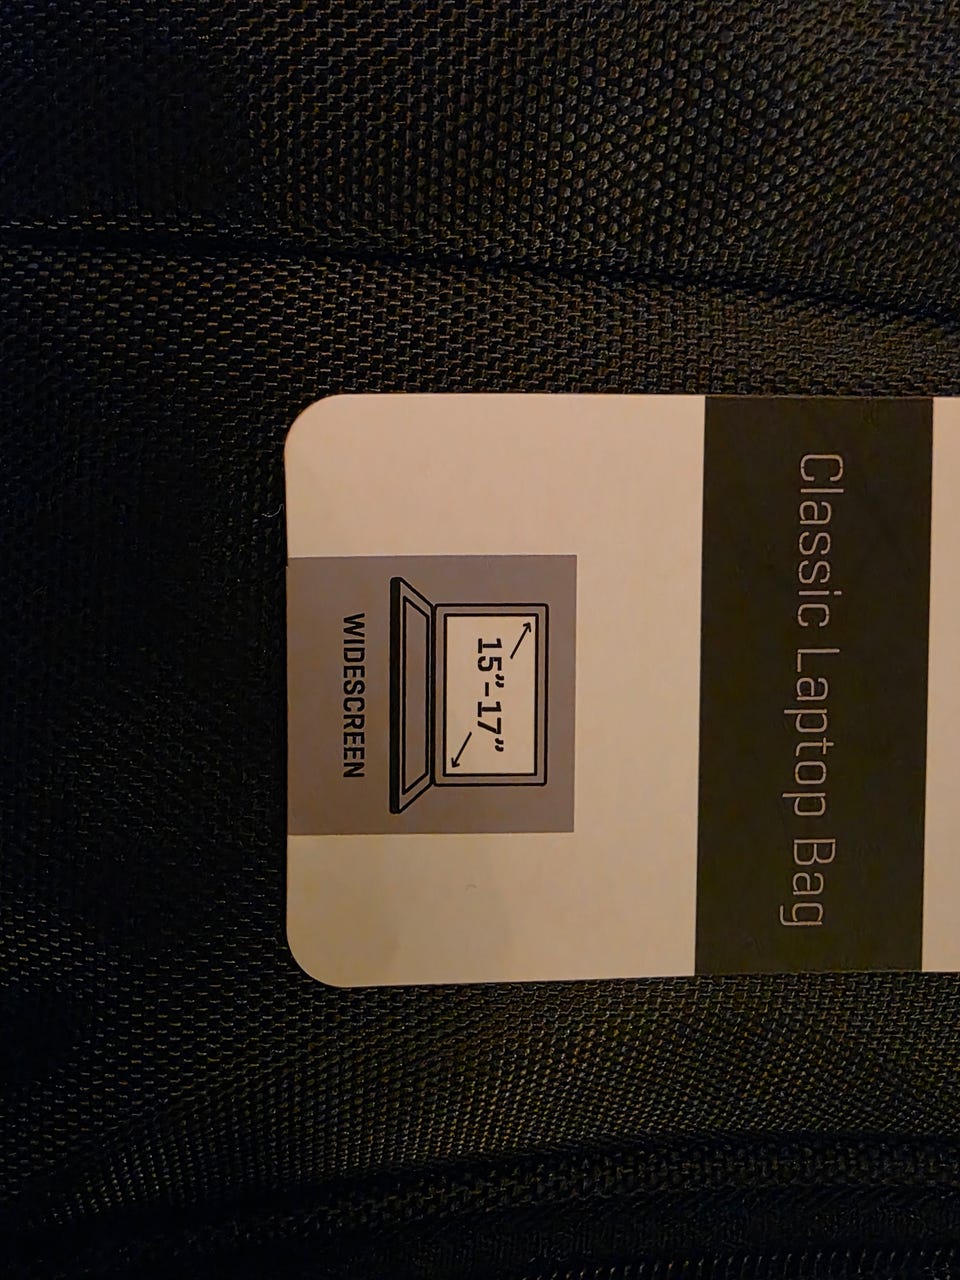 Classic Laptop Bag
15”-17”
WIDESCREEN